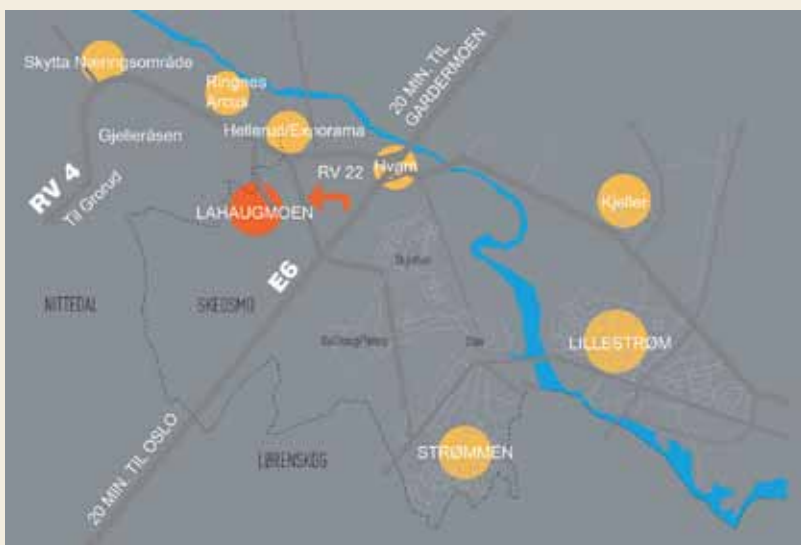 20 MIN. TIL
GARDERMOEN
Skytta Næringsområde
Ringnes
Arcus
Gjelleråsen
Hellerud/Exporama
RV 22
Hvam
RV 4
Til Grorud
LAHAUGMOEN
Kjeller
E6
NITTEDAL
SKEDSMO
LILLESTRØM
20 MIN. TIL OSLO
LØRENSKOG
STRØMMEN